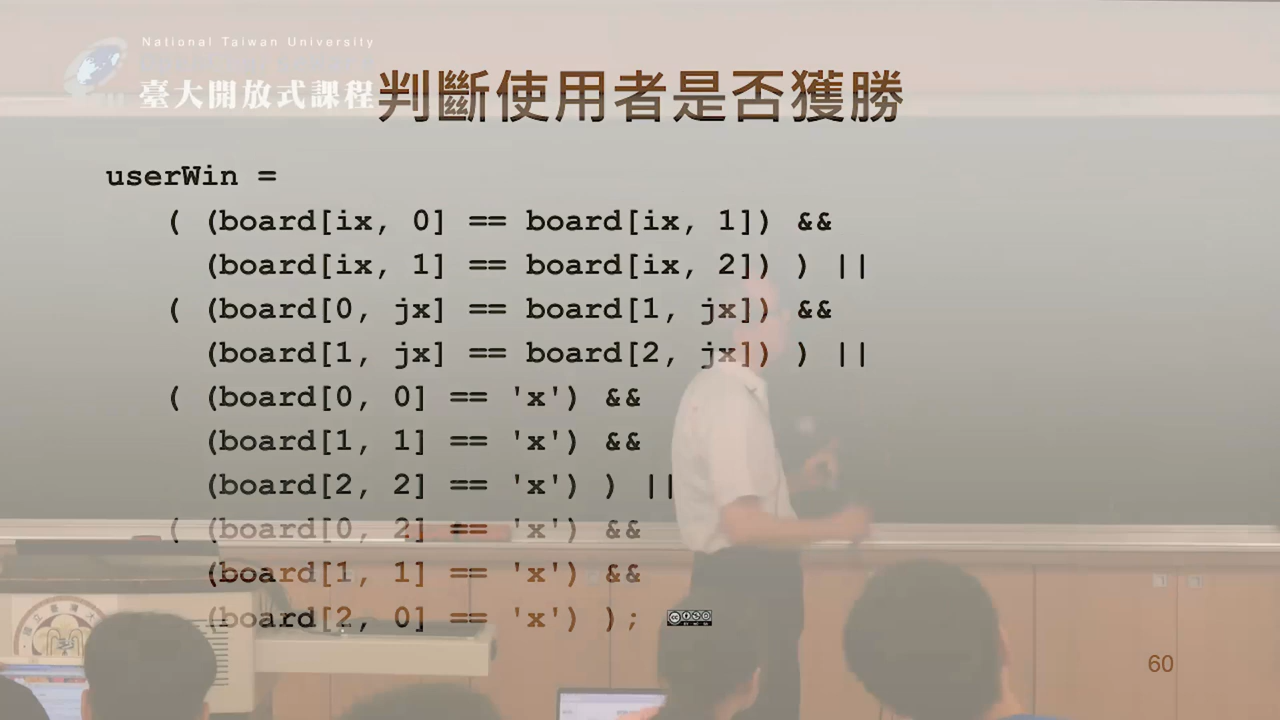 National Taiwan University
臺大開放式課程
判斷使用者是否獲勝
userWin =
( (board[ix, 0] == board[ix, 1]) &&
(board[ix, 1] == board[ix, 2]) ) ||
( (board[0, jx] == board[1, jx]) &&
(board[1, jx] == board[2, jx]) ) ||
( (board[0, 0] == 'x') &&
(board[1, 1] == 'x') &&
(board[2, 2] == 'x') ) ||
( (board[0, 2] == 'x') &&
(board[1, 1] == 'x') &&
(board[2, 0] == 'x') );
60